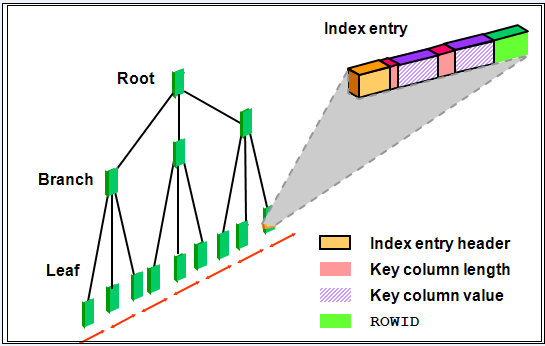 Index entry
Root
Branch
Leaf
Index entry header
Key column length
Key column value
ROWID